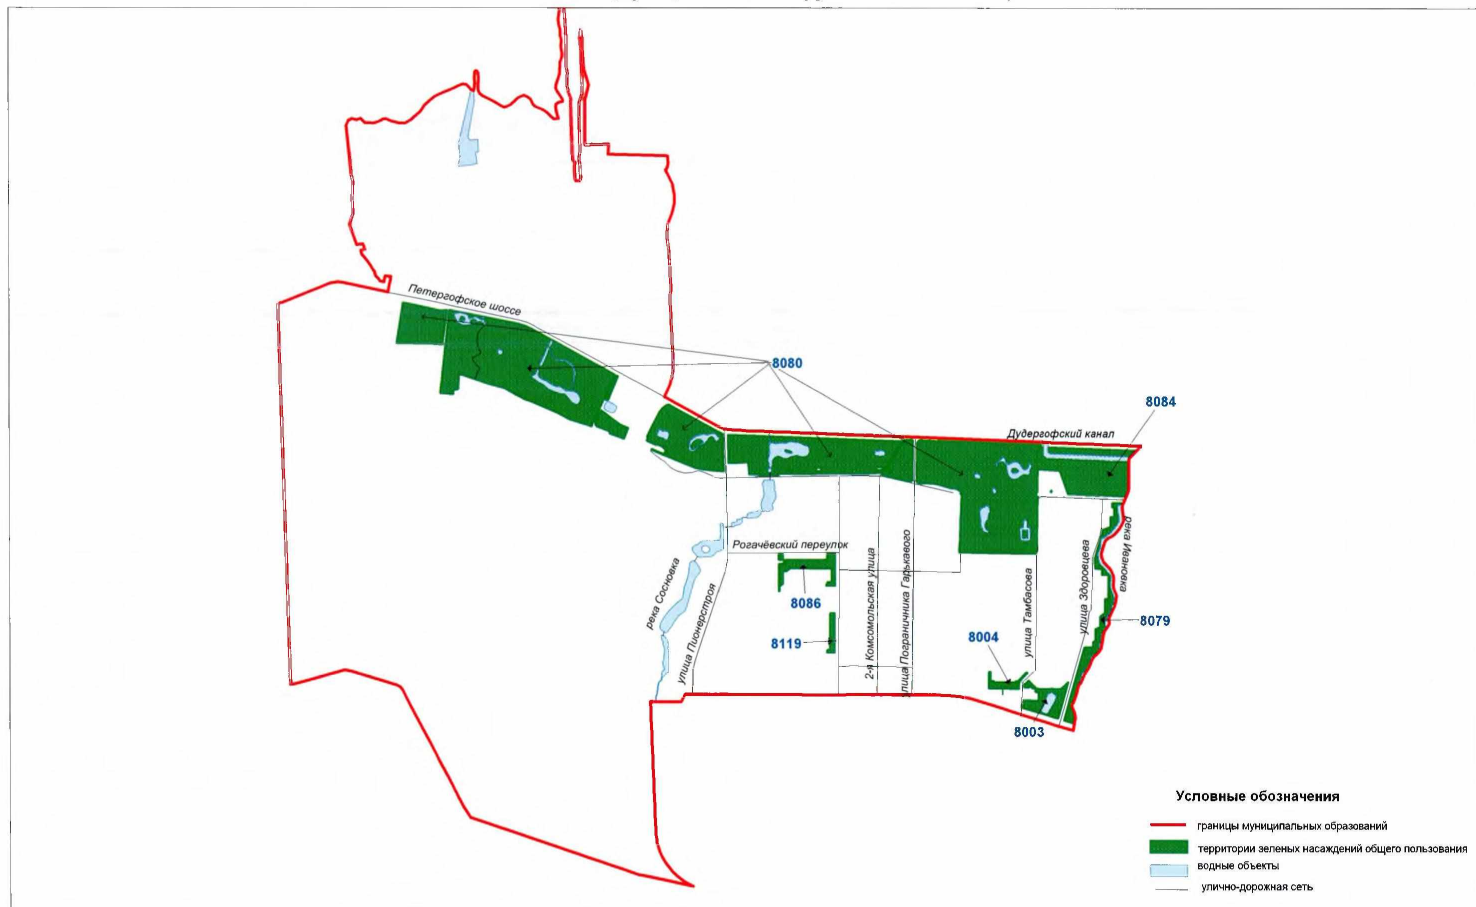 Петергофское шоссе
8080
8084
Дудергофский канал
река Ивановка
Рогачёвский переулок
река Сосновка
улица Пионерстроя
2-я Комсомольская улица
улица Пограничника Гарькавого
улица Тамбасова
улица Здоровцева
8086
8119
8004
8079
8003
Условные обозначения
границы муниципальных образований
территории зеленых насаждений общего пользования
водные объекты
улично-дорожная сеть